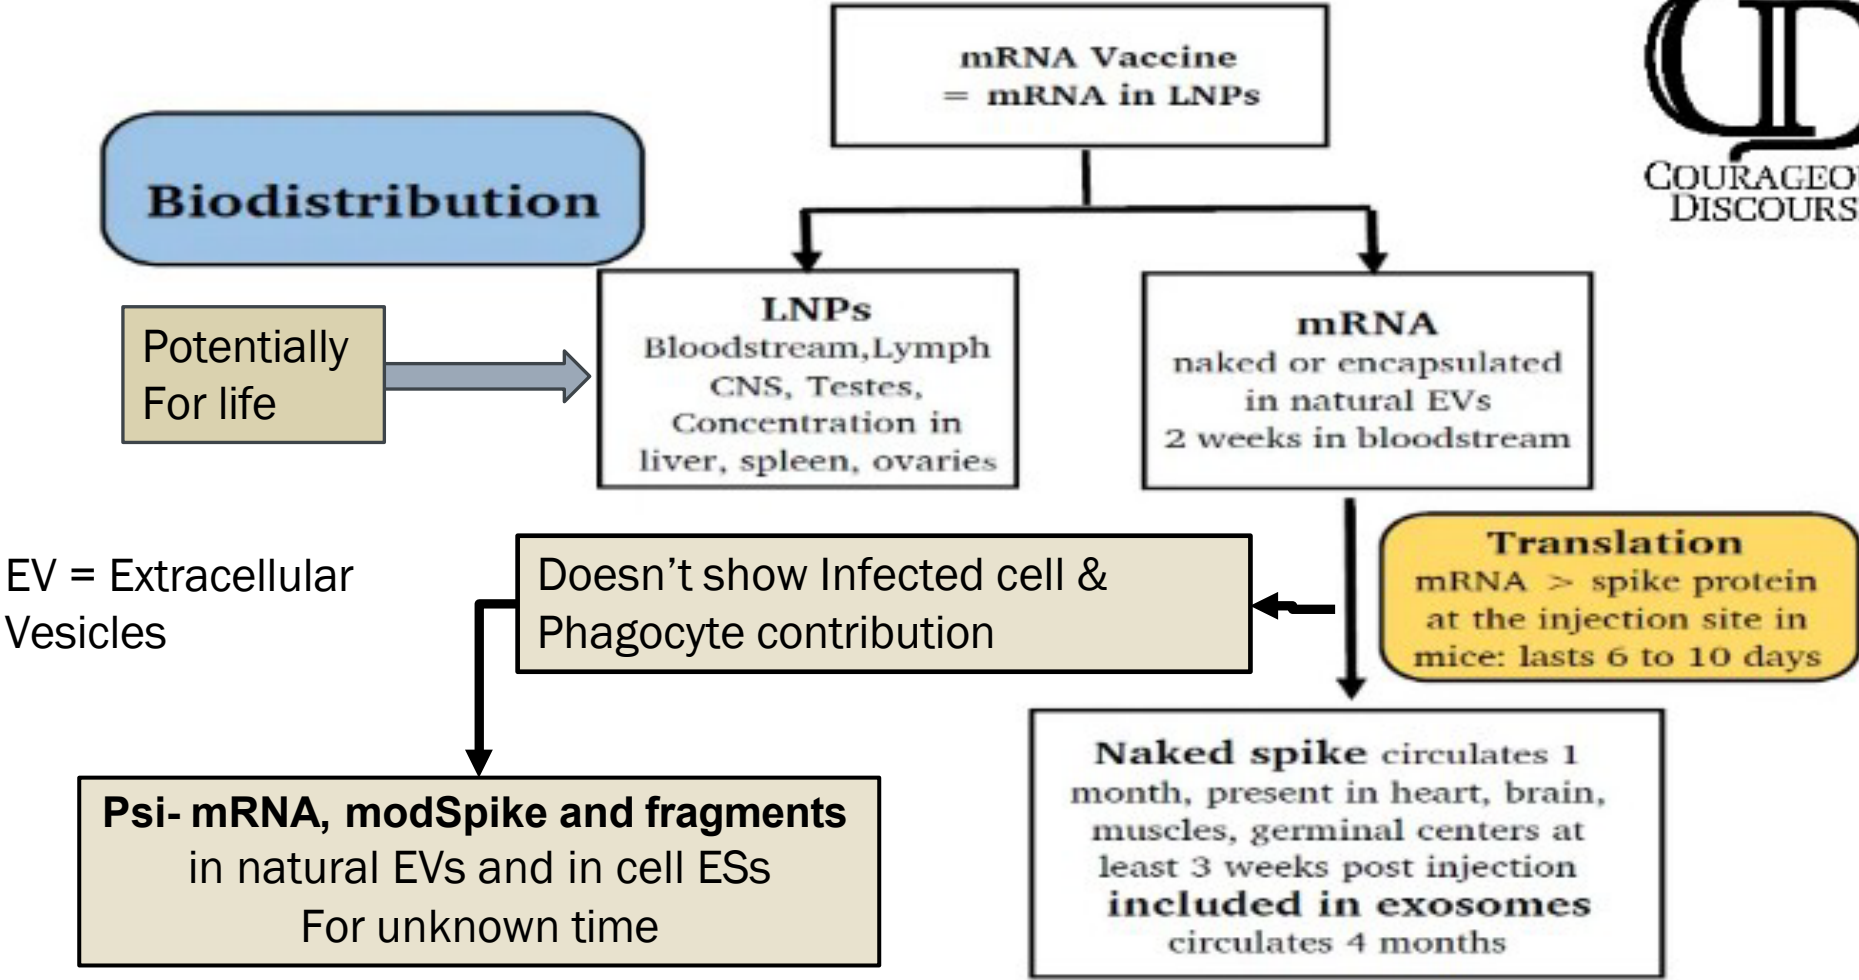 mRNA Vaccine
= mRNA in LNPs
COURAGEO
DISCOURS
Biodistribution
Potentially
For life
LNPs
Bloodstream,Lymph
CNS, Testes,
Concentration in
liver, spleen, ovaries
mRNA
naked or encapsulated
in natural EVs
2 weeks in bloodstream
EV = Extracellular
Vesicles
Doesn't show Infected cell &
Phagocyte contribution
Translation
mRNA > spike protein
at the injection site in
mice: lasts 6 to 10 days
Psi- mRNA, modSpike and fragments
in natural EVs and in cell ESs
For unknown time
Naked spike circulates 1
month, present in heart, brain,
muscles, germinal centers at
least 3 weeks post injection
included in exosomes
circulates 4 months